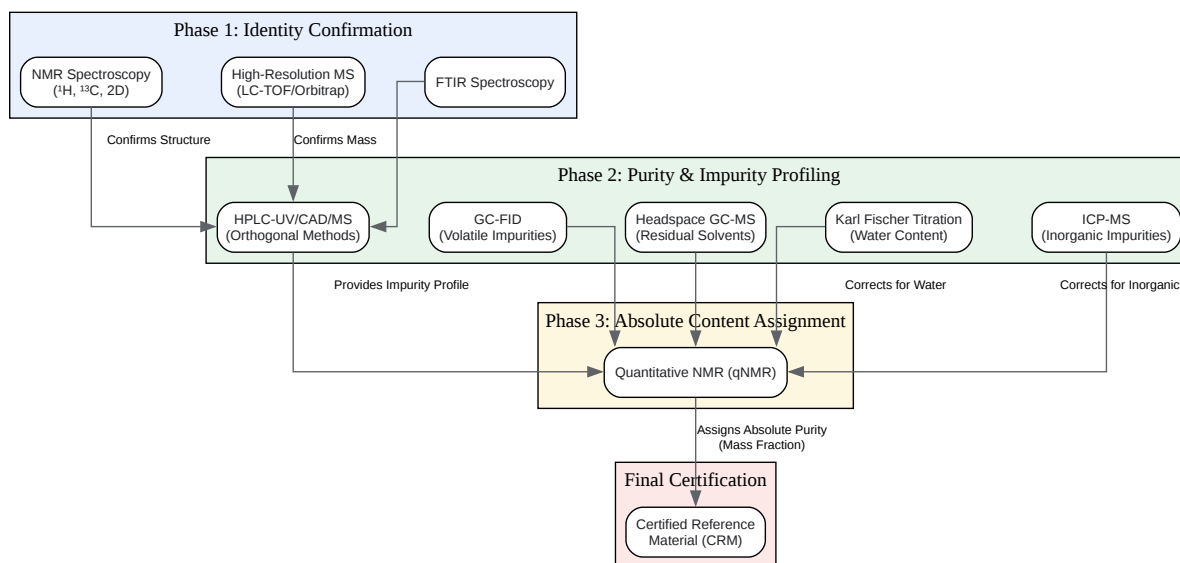 Phase 1: Identity Confirmation
NMR Spectroscopy
(¹H, ¹³C, 2D)
High-Resolution MS
(LC-TOF/Orbitrap)
FTIR Spectroscopy
Confirms Structure
Confirms Mass
Phase 2: Purity & Impurity Profiling
HPLC-UV/CAD/MS
(Orthogonal Methods)
GC-FID
(Volatile Impurities)
Headspace GC-MS
(Residual Solvents)
Karl Fischer Titration
(Water Content)
ICP-MS
(Inorganic Impurities)
Provides Impurity Profile
Corrects for Water
Corrects for Inorganic
Phase 3: Absolute Content Assignment
Quantitative NMR (qNMR)
Assigns Absolute Purity
(Mass Fraction)
Final Certification
Certified Reference
Material (CRM)